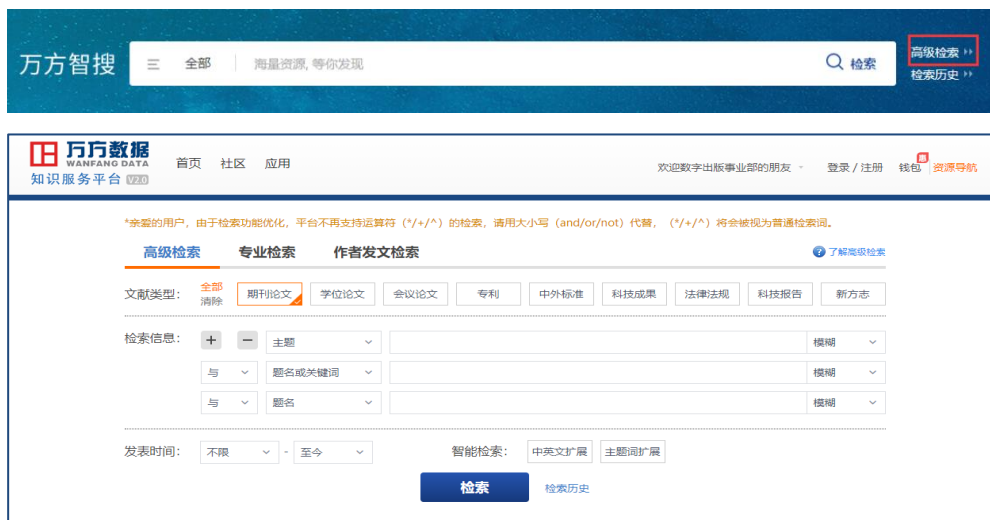 万方智搜 三 全部 海量资源, 等你发现 检索 高级检索
检索历史
万方数据
WANFANG DATA
知识服务平台 V2.0
首页 社区 应用 欢迎数字出版事业部的朋友 登录 / 注册 钱包 惠 资源导航
*亲爱的用户，由于检索功能优化，平台不再支持运算符（*/+/^）的检索，请用大小写（and/or/not）代替，（*/+/^）将会被视为普通检索词。
高级检索 专业检索 作者发文检索 ? 了解高级检索
文献类型： 全部 期刊论文 学位论文 会议论文 专利 中外标准 科技成果 法律法规 科技报告 新方志
清除
检索信息： + − 主题 模糊
与 题名或关键词 模糊
与 题名 模糊
发表时间： 不限 - 至今 智能检索： 中英文扩展 主题词扩展
检索 检索历史